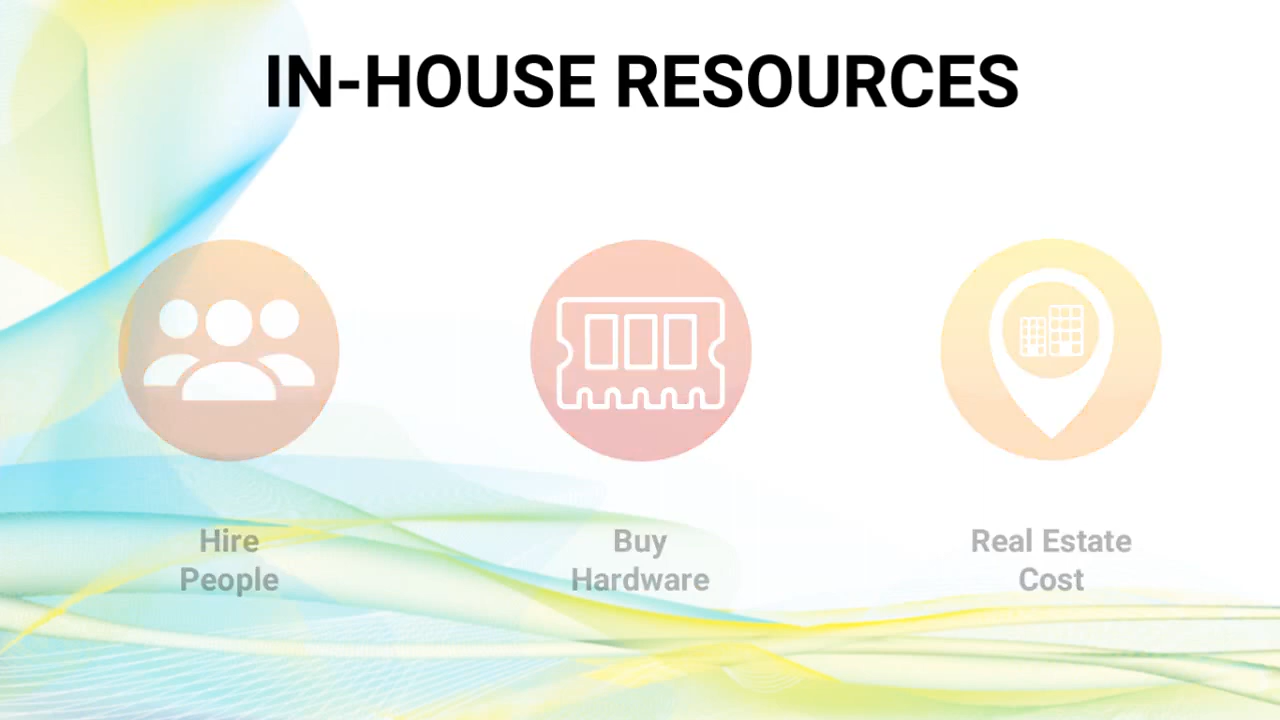 IN-HOUSE RESOURCES
Hire
People
Buy
Hardware
Real Estate
Cost